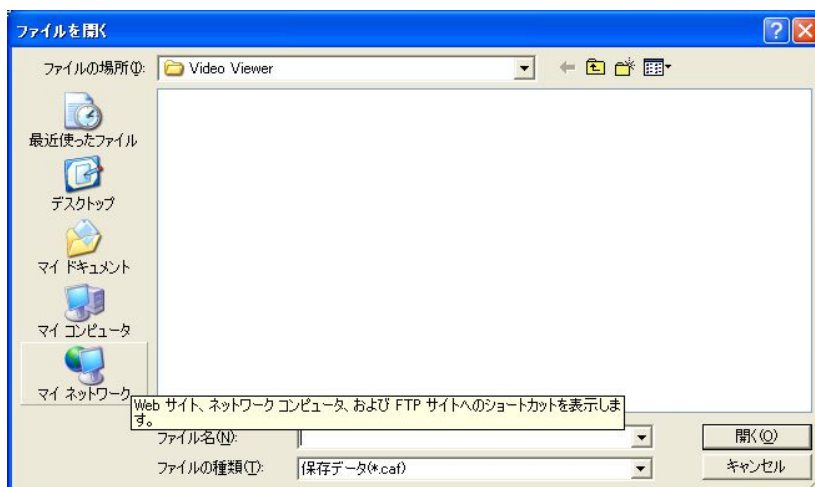 ファイルを開く
ファイルの場所(I):
Video Viewer
最近使ったファイル
デスクトップ
マイ ドキュメント
マイ コンピュータ
マイ ネットワーク
Web サイト、ネットワーク コンピュータ、および FTP サイトへのショートカットを表示しま
す。
ファイル名(N):
開く(O)
ファイルの種類(T):
保存データ(*.caf)
キャンセル